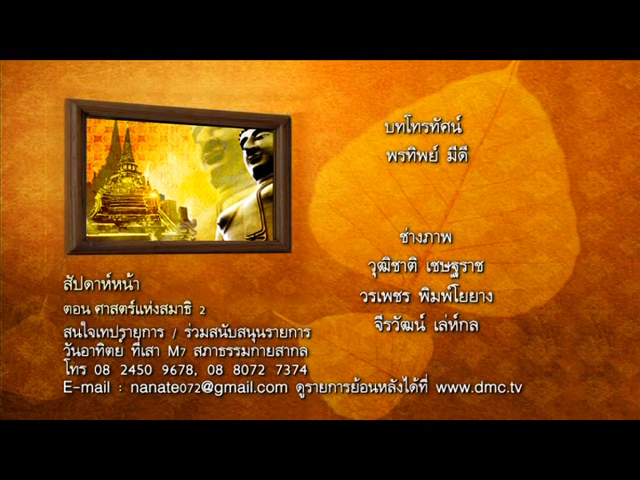 บทโทรทัศน์
พรทิพย์ มีดี
ช่างภาพ
วุฒิชาติ เชษฐราช
วรเพชร พิมพ์โยยาง
จีรวัฒน์ เล่ห์กล
สัปดาห์หน้า
ตอน ศาสตร์แห่งสมาธิ 2
สนใจเทปรายการ / ร่วมสนับสนุนรายการ
วันอาทิตย์ ที่เสา M7 สภาธรรมกายสากล
โทร 08 2450 9678, 08 8072 7374
E-mail : nanate072@gmail.com ดูรายการย้อนหลังได้ที่ www.dmc.tv